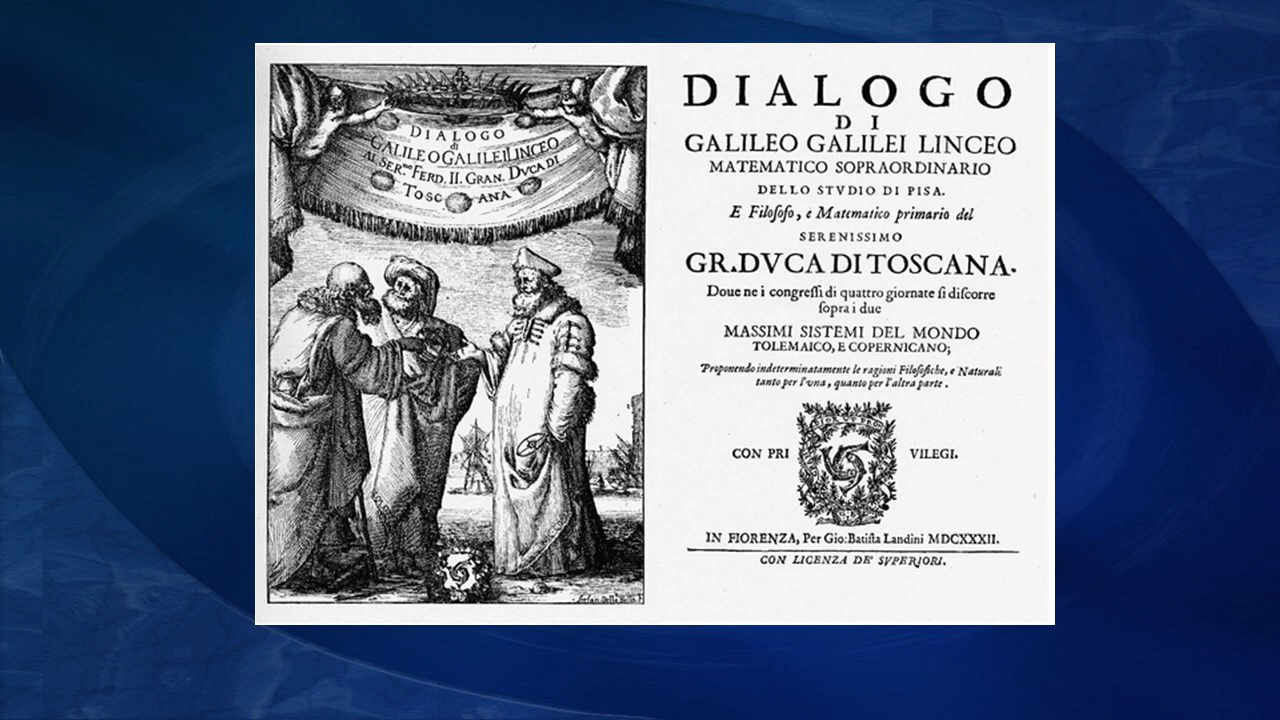 DIALOGO
di
GALILEO GALILEI LINCEO
AL SER.mo FERD. II. GRAN. DVCA DI
TOSCANA
DIALOGO
DI
GALILEO GALILEI LINCEO
MATEMATICO SOPRAORDINARIO
DELLO STVDIO DI PISA.
E Filosofo, e Matematico primario del
SERENISSIMO
GR.DVCA DI TOSCANA.
Doue ne i congressi di quattro giornate si discorre
sopra i due
MASSIMI SISTEMI DEL MONDO
TOLEMAICO, E COPERNICANO;
Proponendo indeterminatamente le ragioni Filosofiche, e Naturali
tanto per l'vna, quanto per l'altra parte.
CON PRI VILEGI.
IN FIORENZA, Per Gio:Batista Landini MDCXXXII.
CON LICENZA DE' SVPERIORI.